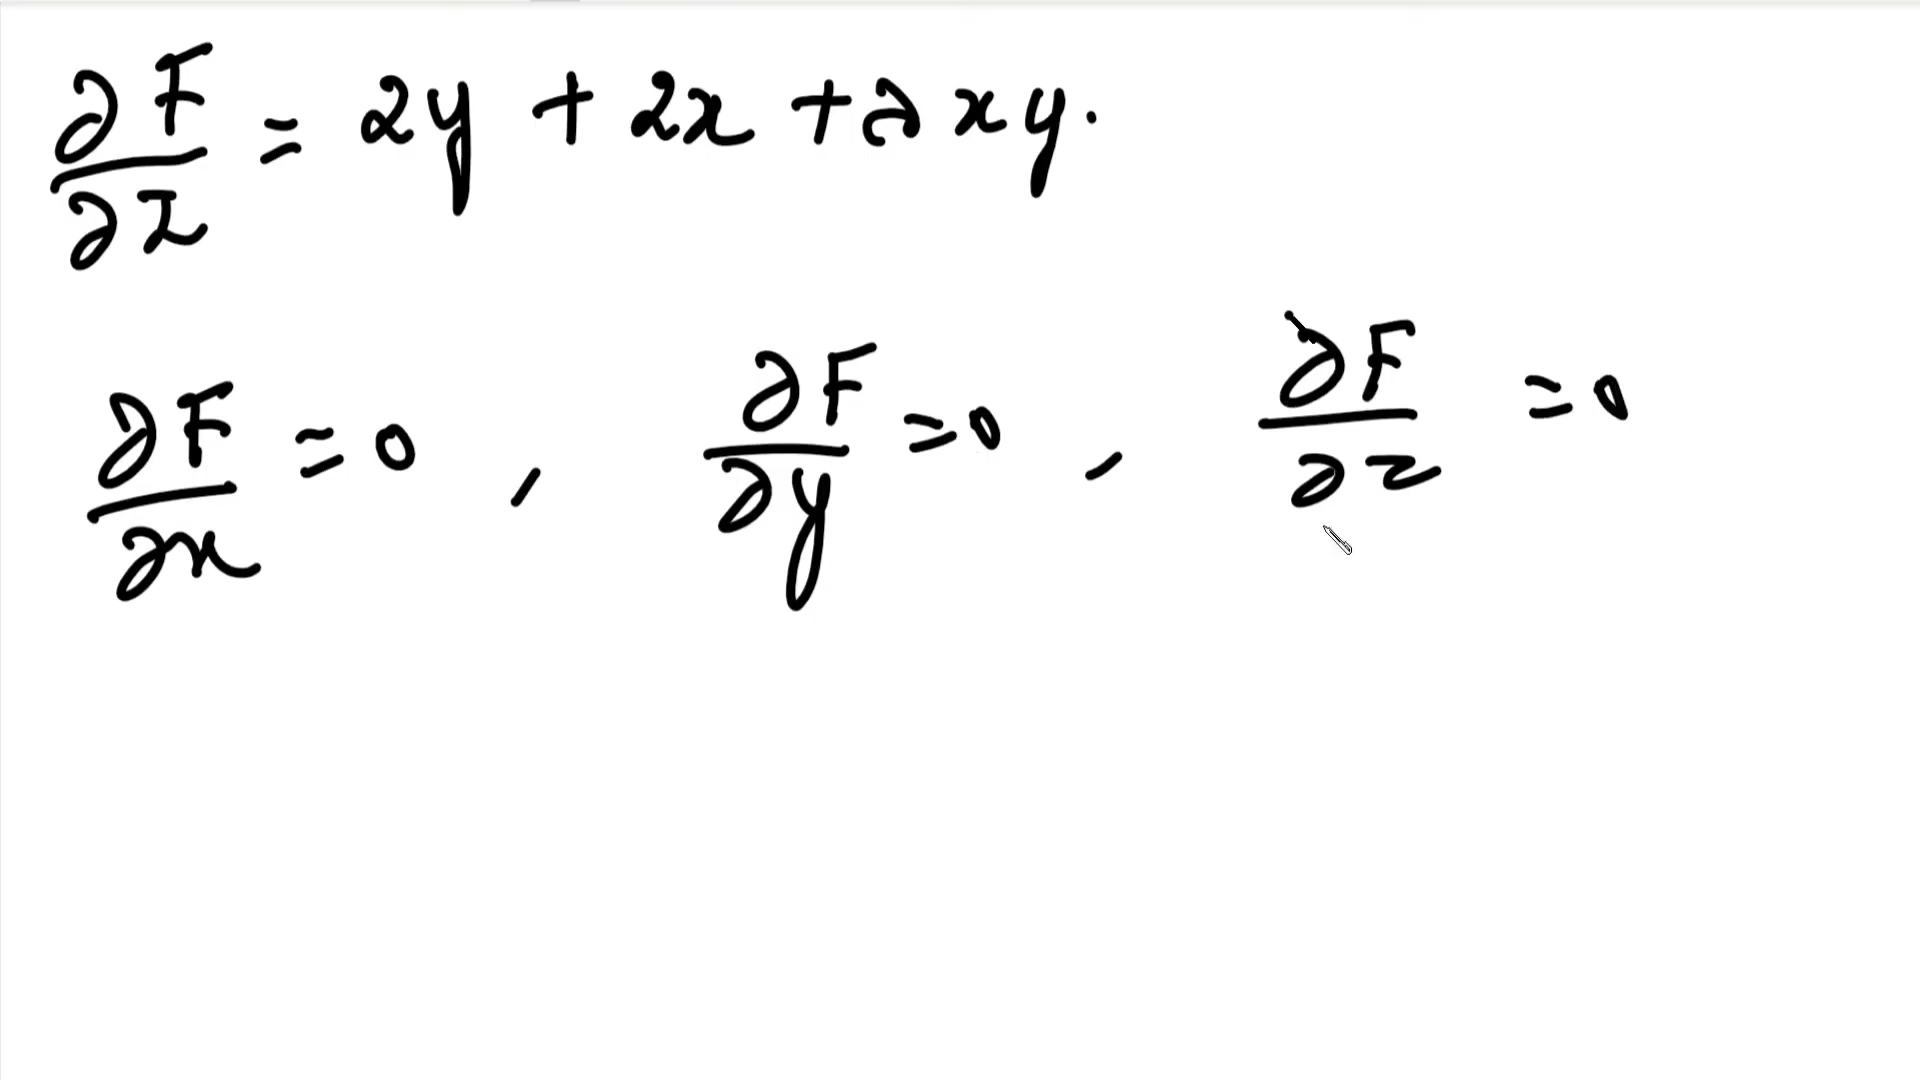 ∂F/∂z = 2y + 2x + λxy.
∂F/∂x = 0 , ∂F/∂y = 0 , ∂F/∂z = 0